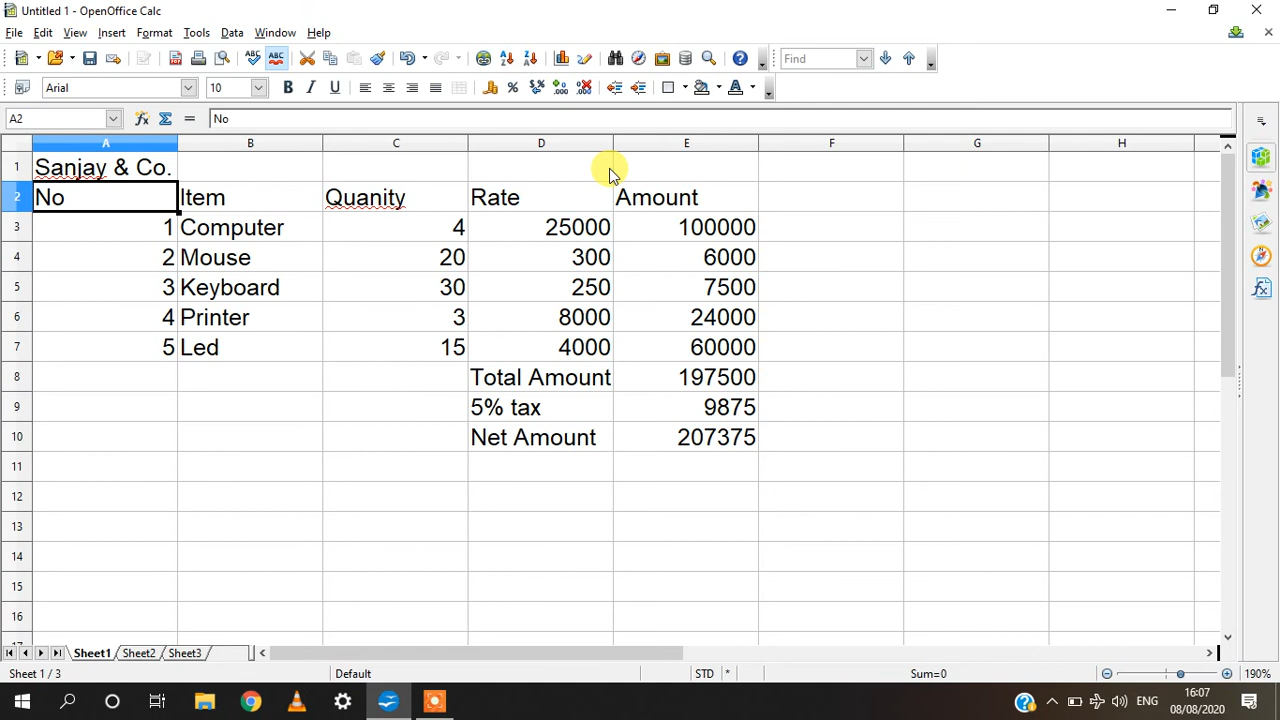 Untitled 1 - OpenOffice Calc
File Edit View Insert Format Tools Data Window Help
ABC ABC Find
Arial 10 B I U
A2 No
A B C D E F G H
1 Sanjay & Co.
2 No Item Quanity Rate Amount
3 1 Computer 4 25000 100000
4 2 Mouse 20 300 6000
5 3 Keyboard 30 250 7500
6 4 Printer 3 8000 24000
7 5 Led 15 4000 60000
8 Total Amount 197500
9 5% tax 9875
10 Net Amount 207375
11
12
13
14
15
16
17
Sheet1 Sheet2 Sheet3
Sheet 1 / 3 Default STD * Sum=0 190%
ENG 16:07
08/08/2020